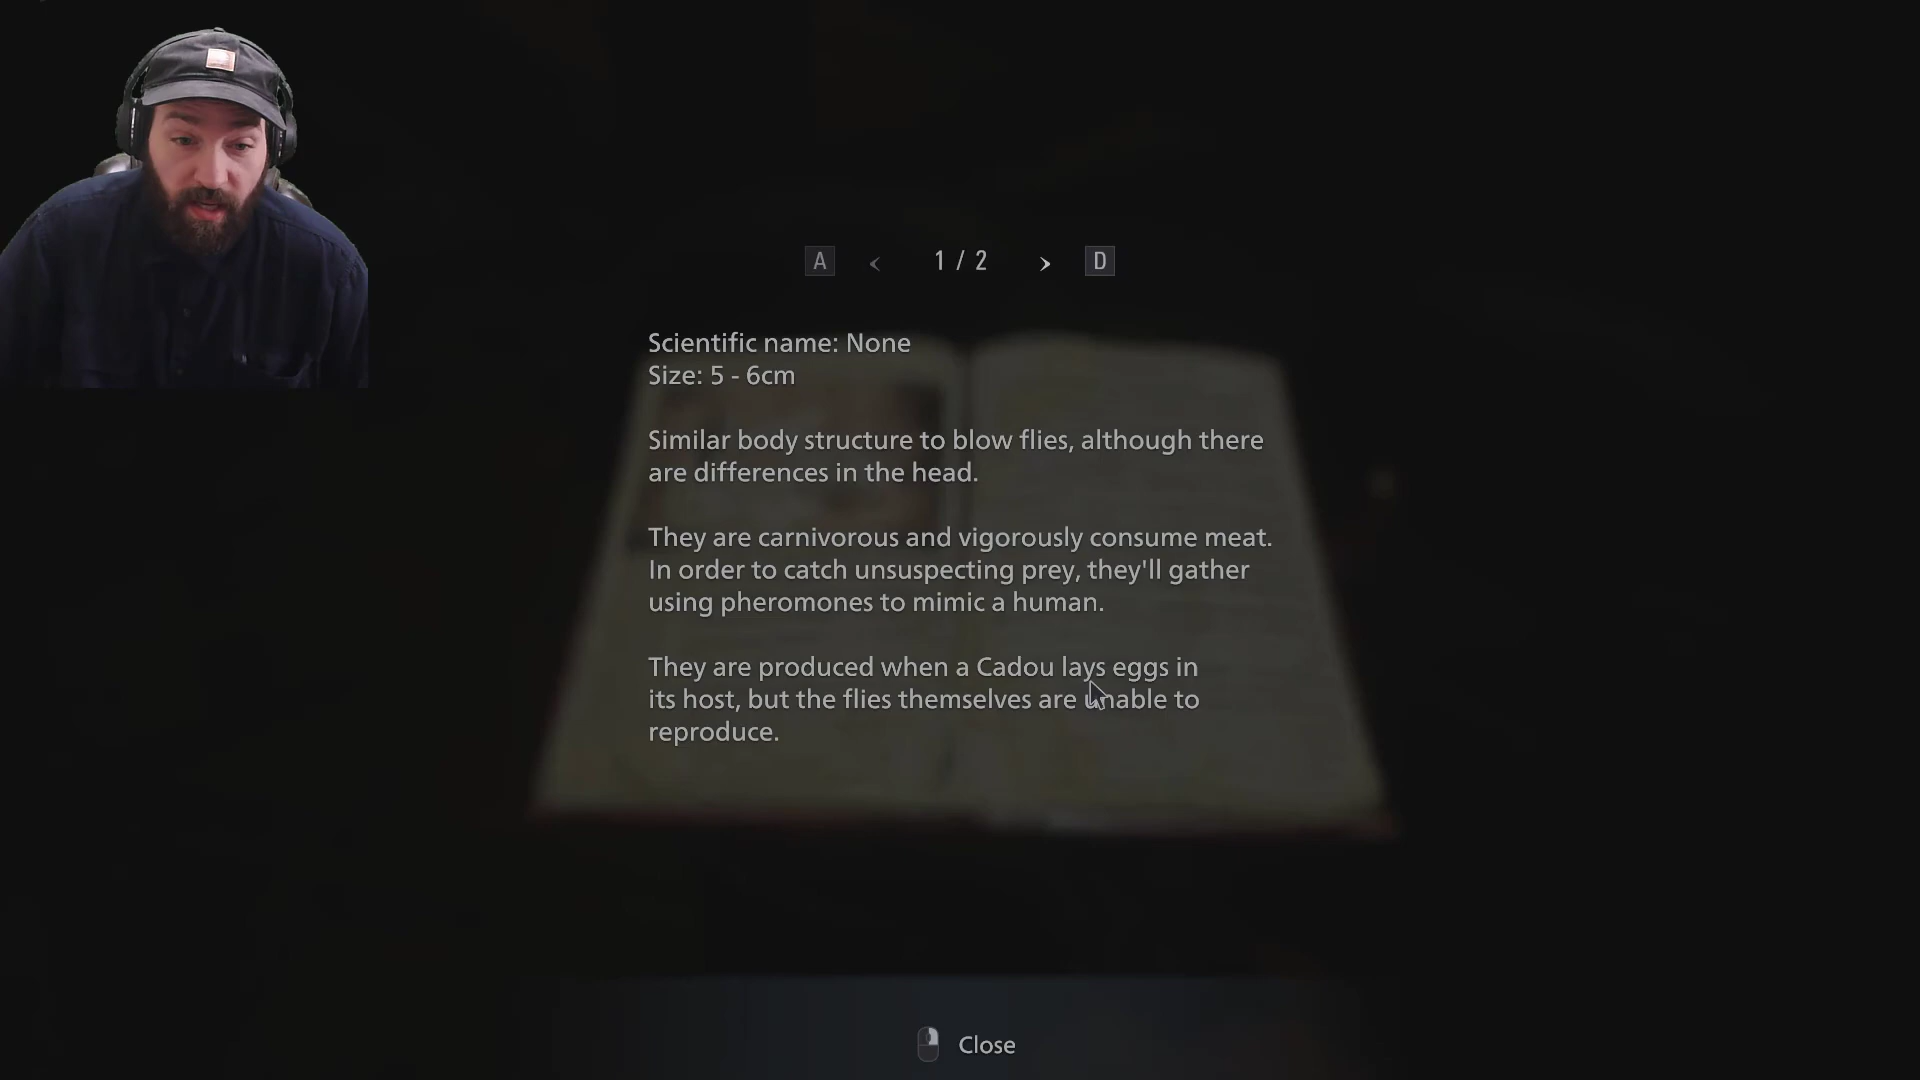 A < 1 / 2 > D
Scientific name: None
Size: 5 - 6cm
Similar body structure to blow flies, although there
are differences in the head.
They are carnivorous and vigorously consume meat.
In order to catch unsuspecting prey, they'll gather
using pheromones to mimic a human.
They are produced when a Cadou lays eggs in
its host, but the flies themselves are unable to
reproduce.
Close